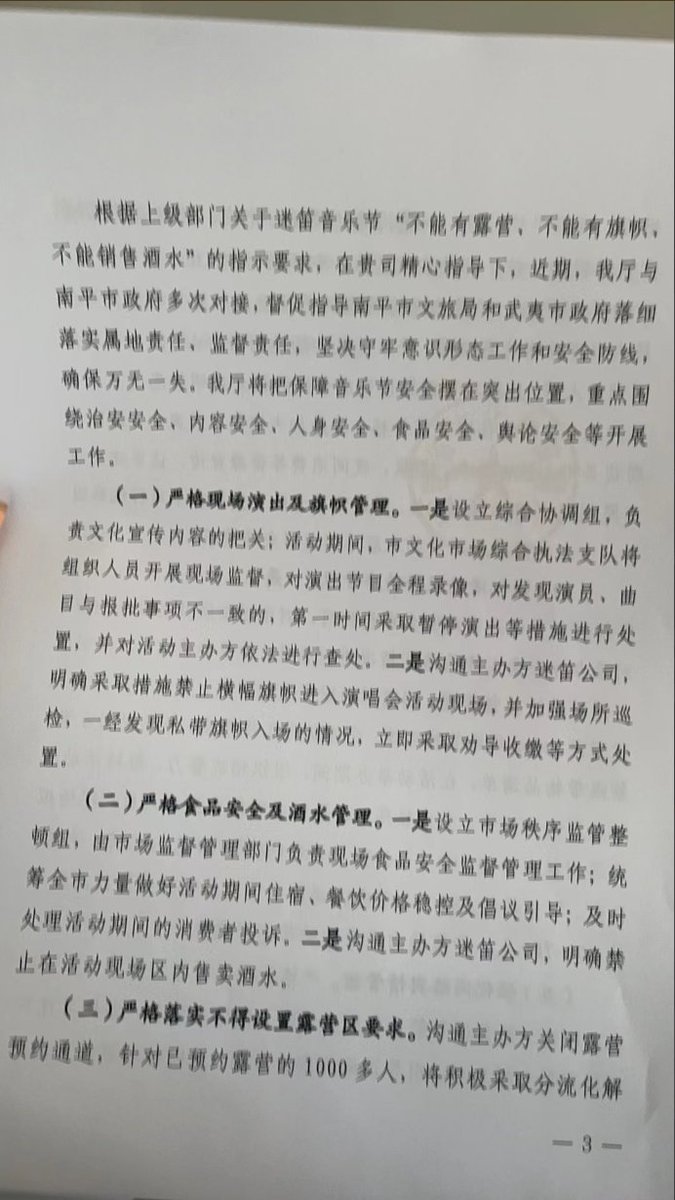 根据上级部门关于迷笛音乐节“不能有露营、不能有旗帜、
不能销售酒水”的指示要求，在贵司精心指导下，近期，我厅与
南平市政府多次对接，督促指导南平市文旅局和武夷市政府落细
落实属地责任、监督责任，坚决守牢意识形态工作和安全防线，
确保万无一失。我厅将把保障音乐节安全摆在突出位置，重点围
绕治安安全、内容安全、人身安全、食品安全、舆论安全等开展
工作。
（一）严格现场演出及旗帜管理。一是设立综合协调组，负
责文化宣传内容的把关；活动期间，市文化市场综合执法支队将
组织人员开展现场监督，对演出节目全程录像，对发现演员、曲
目与报批事项不一致的，第一时间采取暂停演出等措施进行处
置，并对活动主办方依法进行查处。二是沟通主办方迷笛公司，
明确采取措施禁止横幅旗帜进入演唱会活动现场，并加强场所巡
检，一经发现私带旗帜入场的情况，立即采取劝导收缴等方式处
置。
（二）严格食品安全及酒水管理。一是设立市场秩序监管整
顿组，由市场监督管理部门负责现场食品安全监督管理工作；统
筹全市力量做好活动期间住宿、餐饮价格稳控及倡议引导；及时
处理活动期间的消费者投诉。二是沟通主办方迷笛公司，明确禁
止在活动现场区内售卖酒水。
（三）严格落实不得设置露营区要求。沟通主办方关闭露营
预约通道，针对已预约露营的1000多人，将积极采取分流化解
— 3 —